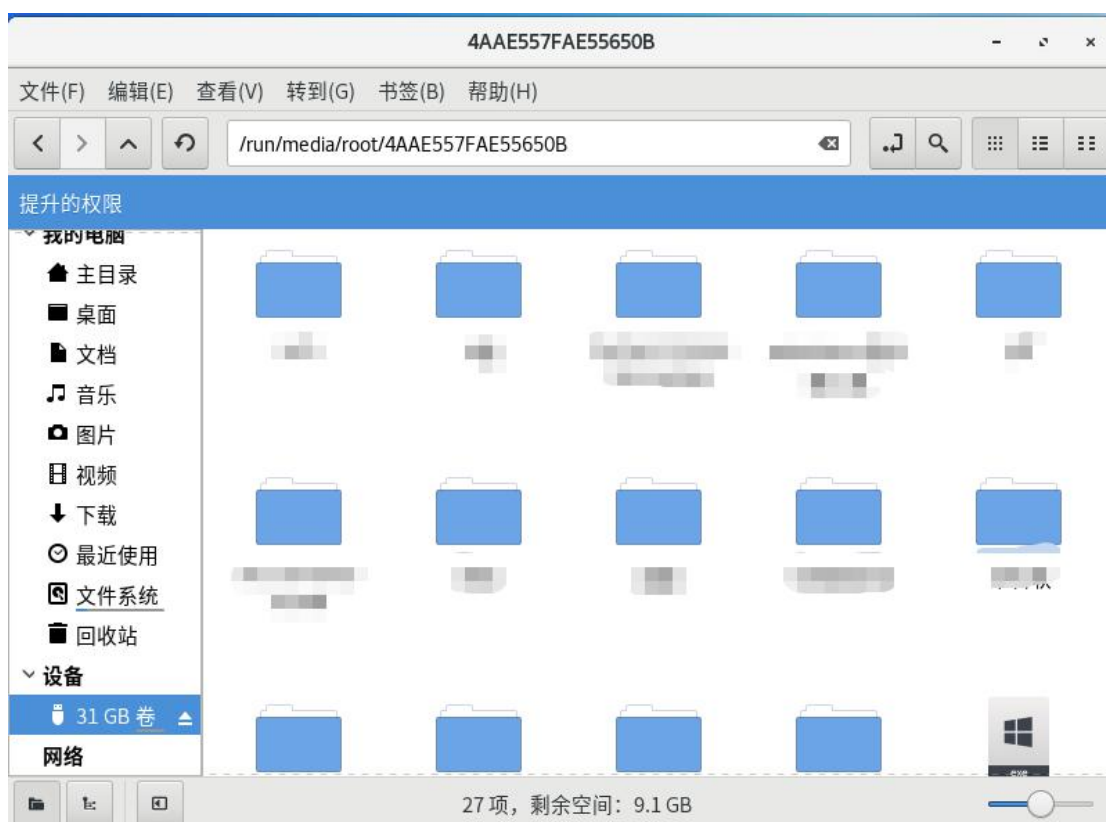 4AAE557FAE55650B
文件(F) 编辑(E) 查看(V) 转到(G) 书签(B) 帮助(H)
/run/media/root/4AAE557FAE55650B
提升的权限
我的电脑
主目录
桌面
文档
音乐
图片
视频
下载
最近使用
文件系统
回收站
设备
31 GB 卷
网络
.exe
27 项，剩余空间：9.1 GB